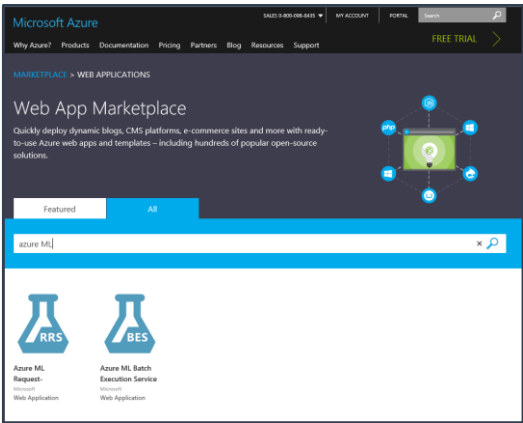 Microsoft Azure
SALES 0-800-098-8435 ▼ MY ACCOUNT PORTAL Search
Why Azure? Products Documentation Pricing Partners Blog Resources Support
FREE TRIAL
MARKETPLACE > WEB APPLICATIONS
Web App Marketplace
Quickly deploy dynamic blogs, CMS platforms, e-commerce sites and more with ready-
to-use Azure web apps and templates – including hundreds of popular open-source
solutions.
php
Featured All
azure ML
RRS BES
Azure ML Azure ML Batch
Request- Execution Service
Microsoft Microsoft
Web Application Web Application